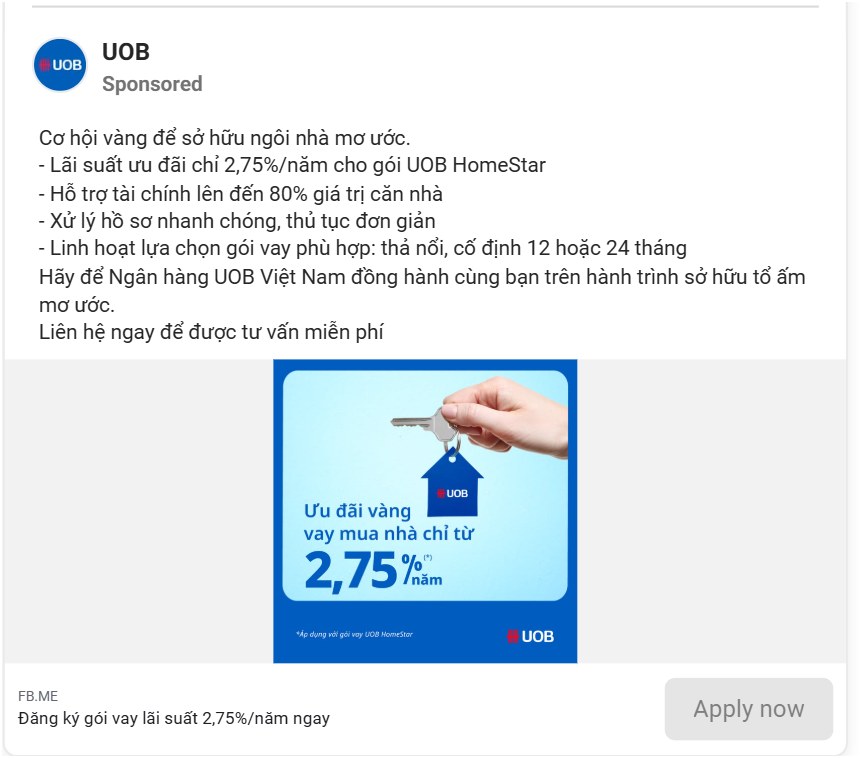 UOB
UOB
Sponsored
Cơ hội vàng để sở hữu ngôi nhà mơ ước.
- Lãi suất ưu đãi chỉ 2,75%/năm cho gói UOB HomeStar
- Hỗ trợ tài chính lên đến 80% giá trị căn nhà
- Xử lý hồ sơ nhanh chóng, thủ tục đơn giản
- Linh hoạt lựa chọn gói vay phù hợp: thả nổi, cố định 12 hoặc 24 tháng
Hãy để Ngân hàng UOB Việt Nam đồng hành cùng bạn trên hành trình sở hữu tổ ấm
mơ ước.
Liên hệ ngay để được tư vấn miễn phí
UOB
Ưu đãi vàng
vay mua nhà chỉ từ
2,75%(*)/năm
*Áp dụng với gói vay UOB HomeStar
UOB
FB.ME
Đăng ký gói vay lãi suất 2,75%/năm ngay
Apply now